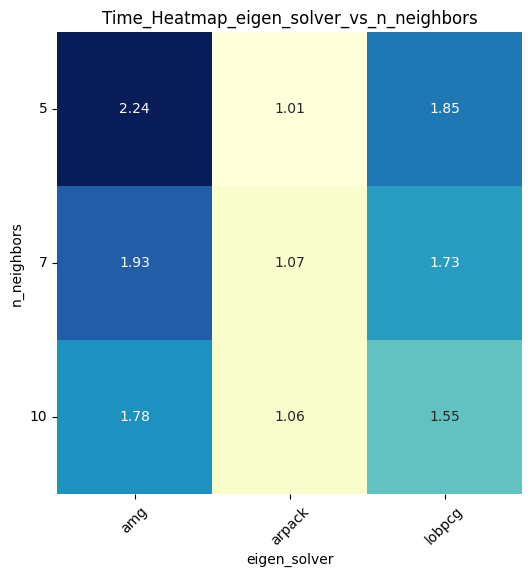 Time_Heatmap_eigen_solver_vs_n_neighbors
n_neighbors
5 2.24 1.01 1.85
7 1.93 1.07 1.73
10 1.78 1.06 1.55
amg arpack lobpcg
eigen_solver